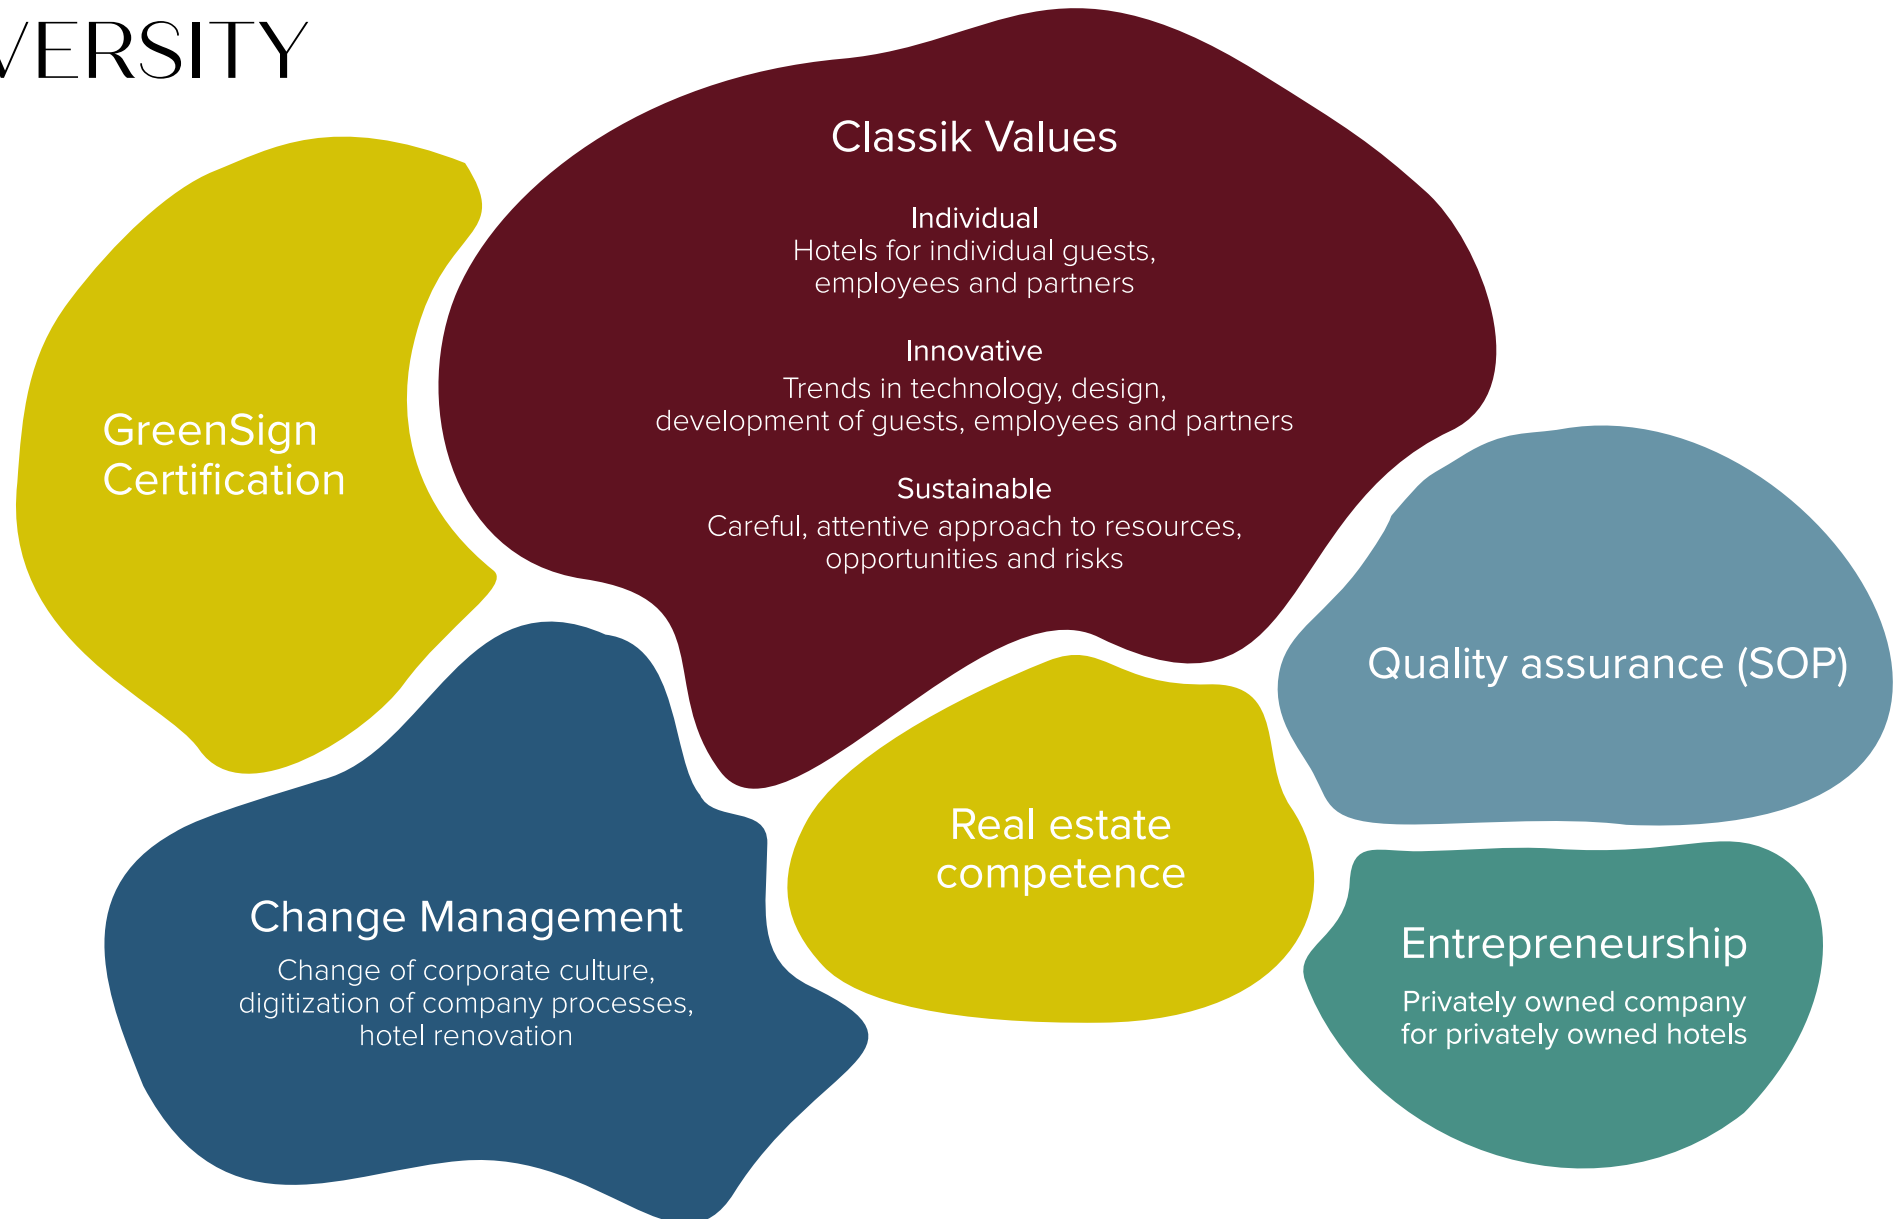 VERSITY
Classik Values
Individual
Hotels for individual guests,
employees and partners
Innovative
Trends in technology, design,
development of guests, employees and partners
Sustainable
Careful, attentive approach to resources,
opportunities and risks
GreenSign
Certification
Quality assurance (SOP)
Real estate
competence
Change Management
Change of corporate culture,
digitization of company processes,
hotel renovation
Entrepreneurship
Privately owned company
for privately owned hotels